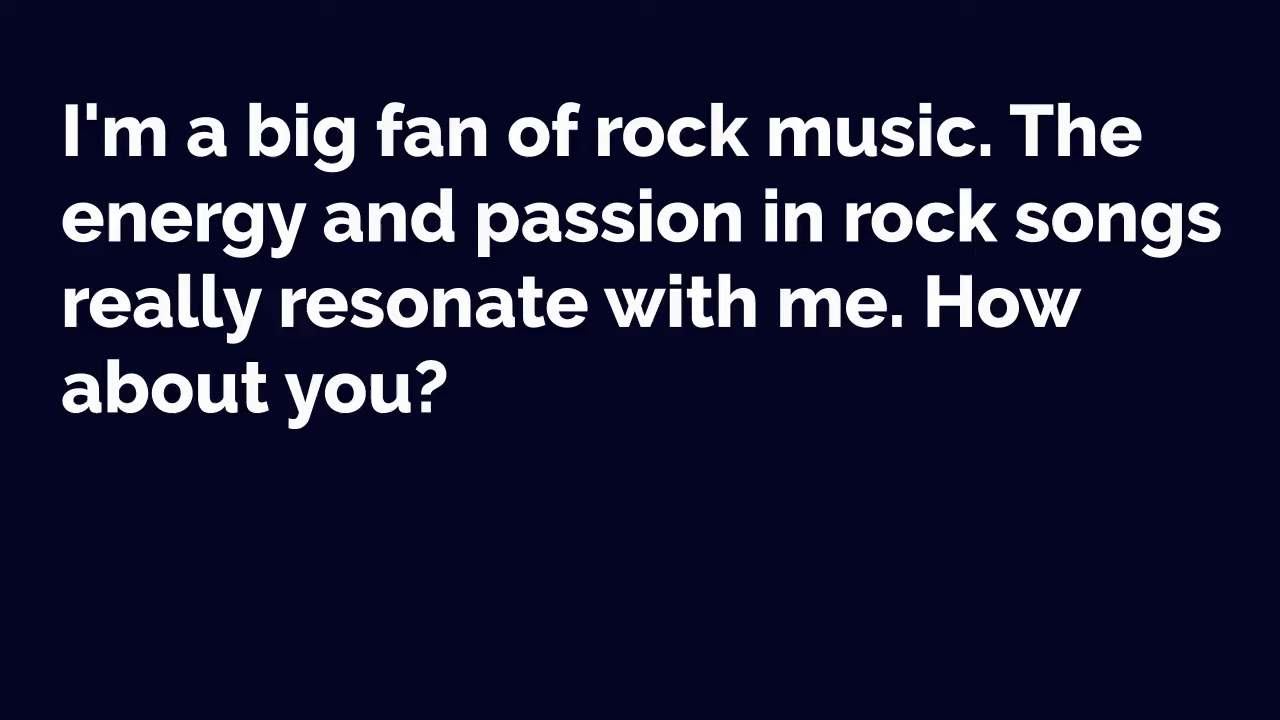 I'm a big fan of rock music. The
energy and passion in rock songs
really resonate with me. How
about you?